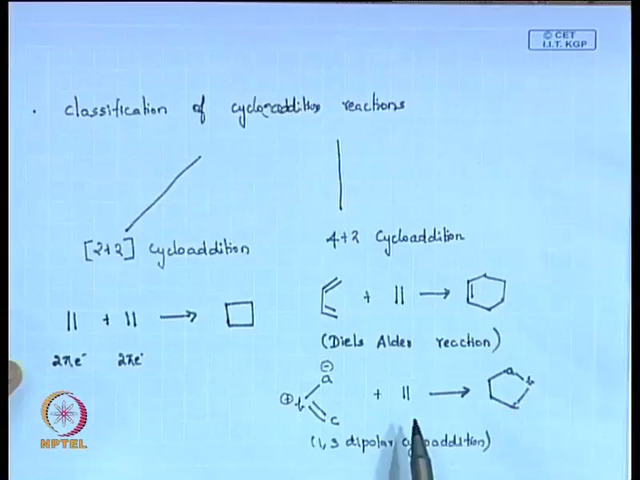 © CET
I.I.T. KGP
· classification of cycloaddition reactions
[2+2] cycloaddition
4+2 cycloaddition
|| + || →
2πe⁻ 2πe⁻
+ || →
(Diels Alder reaction)
⊖
a a
⊕ b + || → b
c c
(1, 3 dipolar cycloaddition)
NPTEL